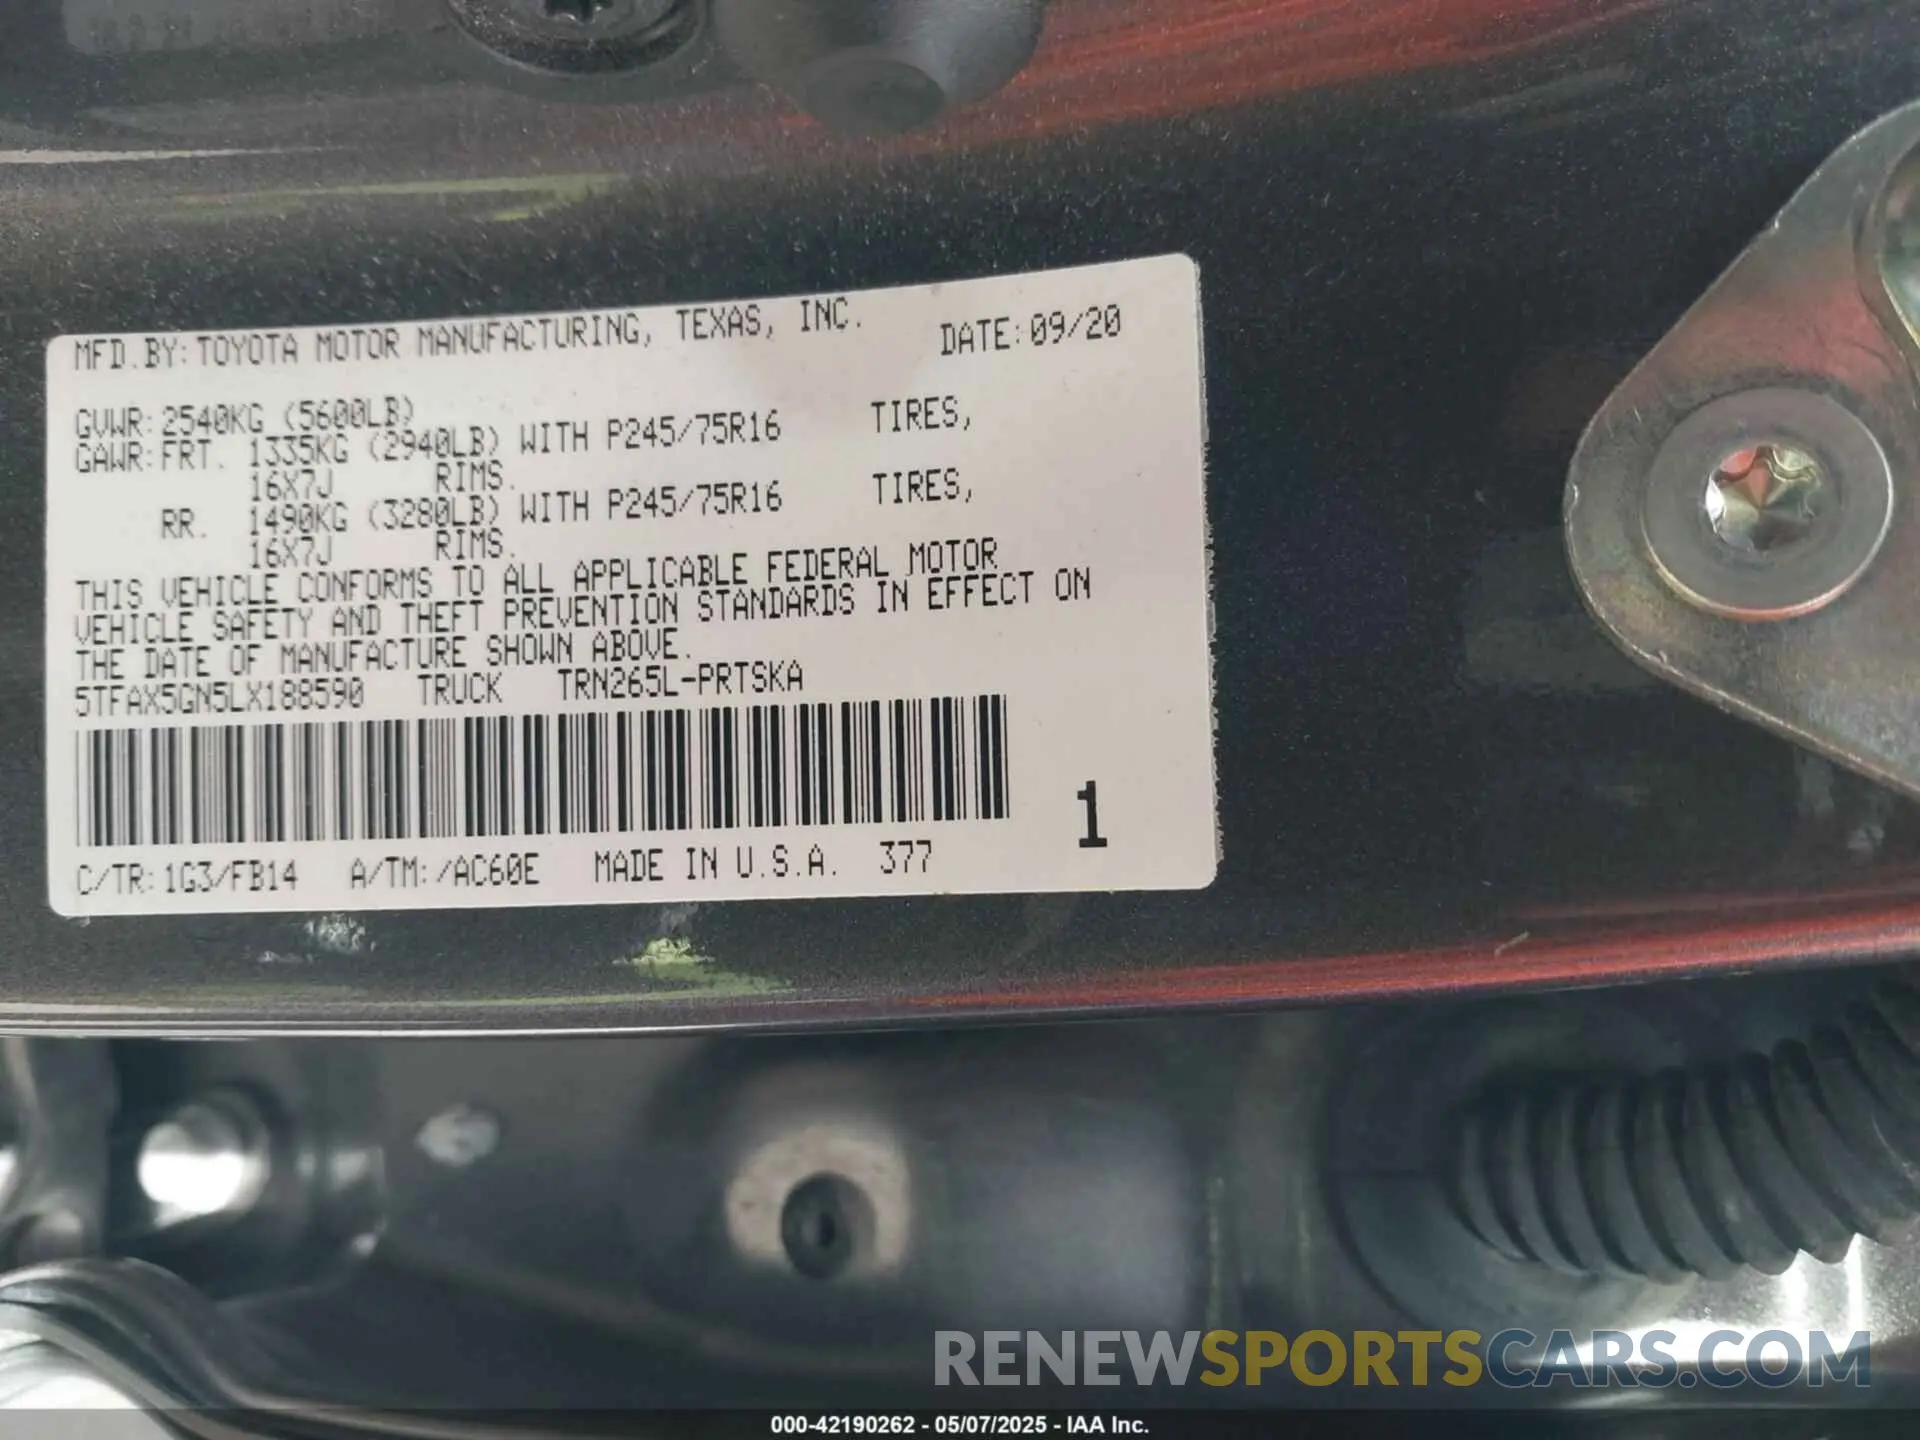 MFD.BY:TOYOTA MOTOR MANUFACTURING, TEXAS, INC. DATE:09/20
GVWR:2540KG (5600LB)
GAWR:FRT. 1335KG (2940LB) WITH P245/75R16 TIRES,
16X7J RIMS.
RR. 1490KG (3280LB) WITH P245/75R16 TIRES,
16X7J RIMS.
THIS VEHICLE CONFORMS TO ALL APPLICABLE FEDERAL MOTOR
VEHICLE SAFETY AND THEFT PREVENTION STANDARDS IN EFFECT ON
THE DATE OF MANUFACTURE SHOWN ABOVE.
5TFAX5GN5LX188590 TRUCK TRN265L-PRTSKA
1
C/TR:1G3/FB14 A/TM:/AC60E MADE IN U.S.A. 377
RENEWSPORTSCARS.COM
000-42190262 - 05/07/2025 - IAA Inc.